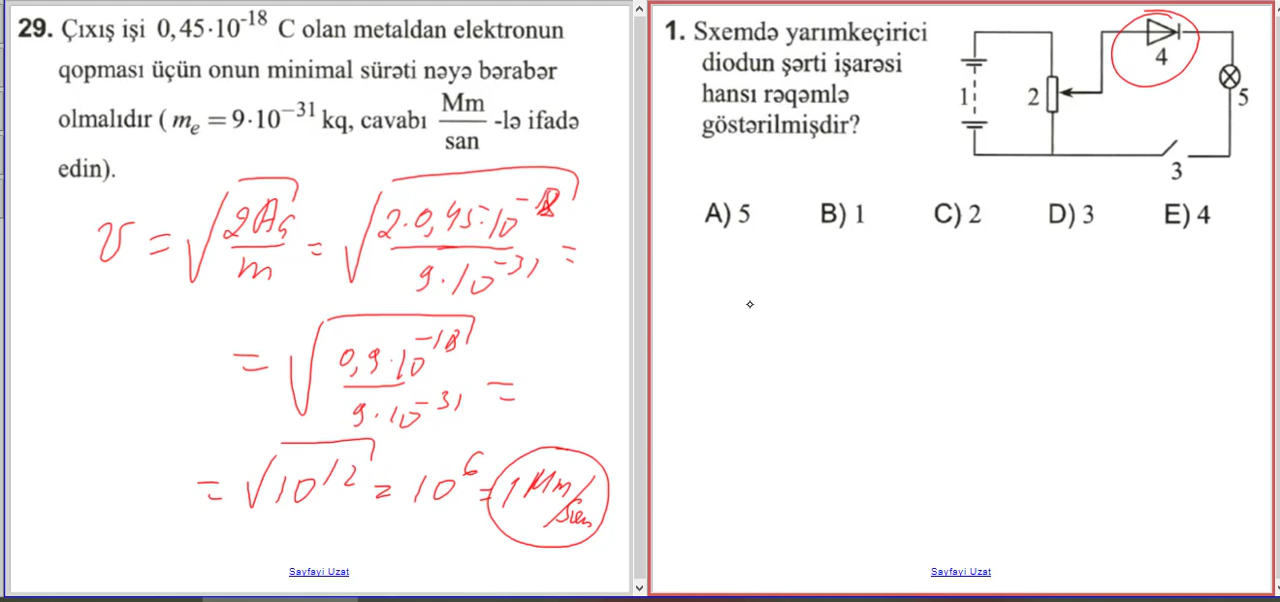 29. Çıxış işi 0,45·10⁻¹⁸ C olan metaldan elektronun
qopması üçün onun minimal sürəti nəyə bərabər
olmalıdır ( mₑ = 9·10⁻³¹ kq, cavabı Mm/san -lə ifadə
edin).
υ = √(2Aç/m) = √(2·0,45·10⁻¹⁸/9·10⁻³¹) =
= √(0,9·10⁻¹⁸/9·10⁻³¹) =
= √10¹² = 10⁶ = 1 Mm/san
Sayfayi Uzat
1. Sxemdə yarımkeçirici
diodun şərti işarəsi
hansı rəqəmlə
göstərilmişdir?
1
2
4
5
3
A) 5 B) 1 C) 2 D) 3 E) 4
Sayfayi Uzat